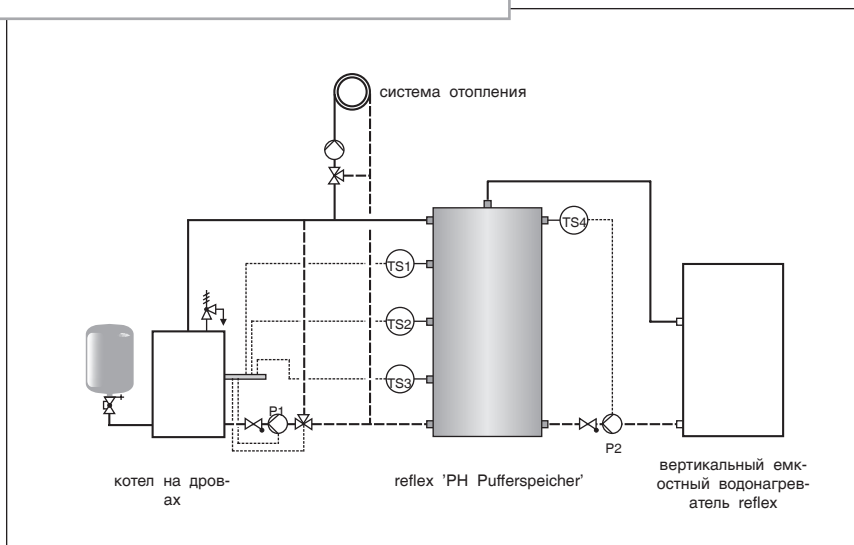 система отопления
TS4
TS1
TS2
TS3
P1
P2
котел на дров-
ах
reflex 'PH Pufferspeicher'
вертикальный емк-
остный водонагрев-
атель reflex